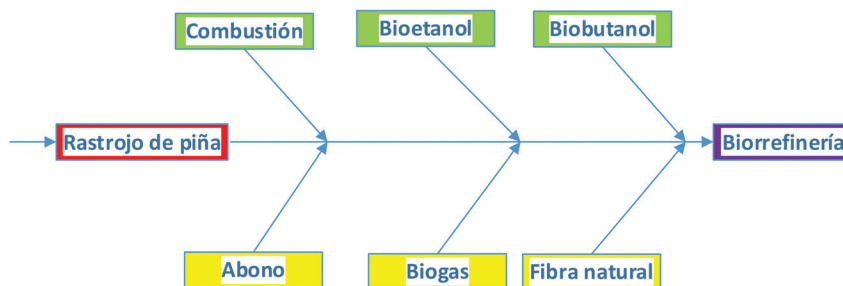 Combustión
Bioetanol
Biobutanol
Rastrojo de piña
Biorrefinería
Abono
Biogas
Fibra natural